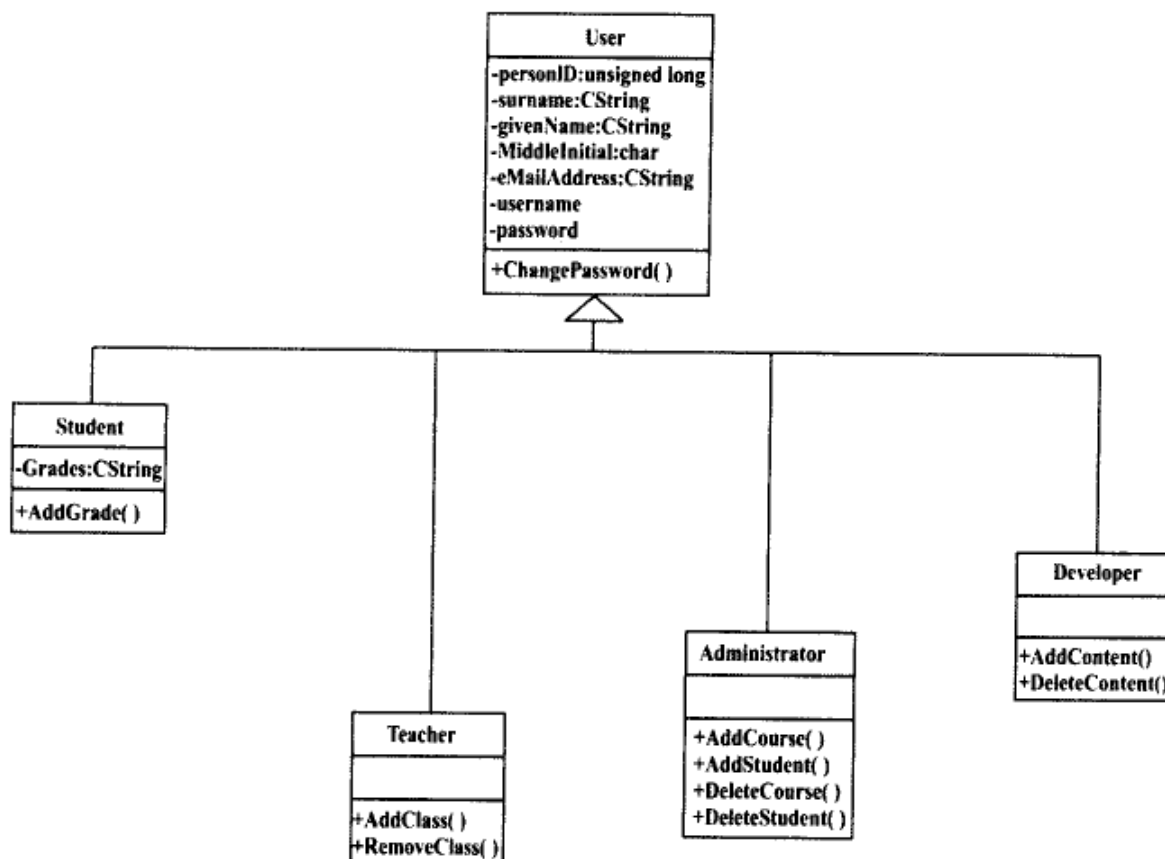 User
-personID:unsigned long
-surname:CString
-givenName:CString
-MiddleInitial:char
-eMailAddress:CString
-username
-password
+ChangePassword( )
Student
-Grades:CString
+AddGrade( )
Teacher
+AddClass( )
+RemoveClass( )
Administrator
+AddCourse( )
+AddStudent( )
+DeleteCourse( )
+DeleteStudent( )
Developer
+AddContent()
+DeleteContent()